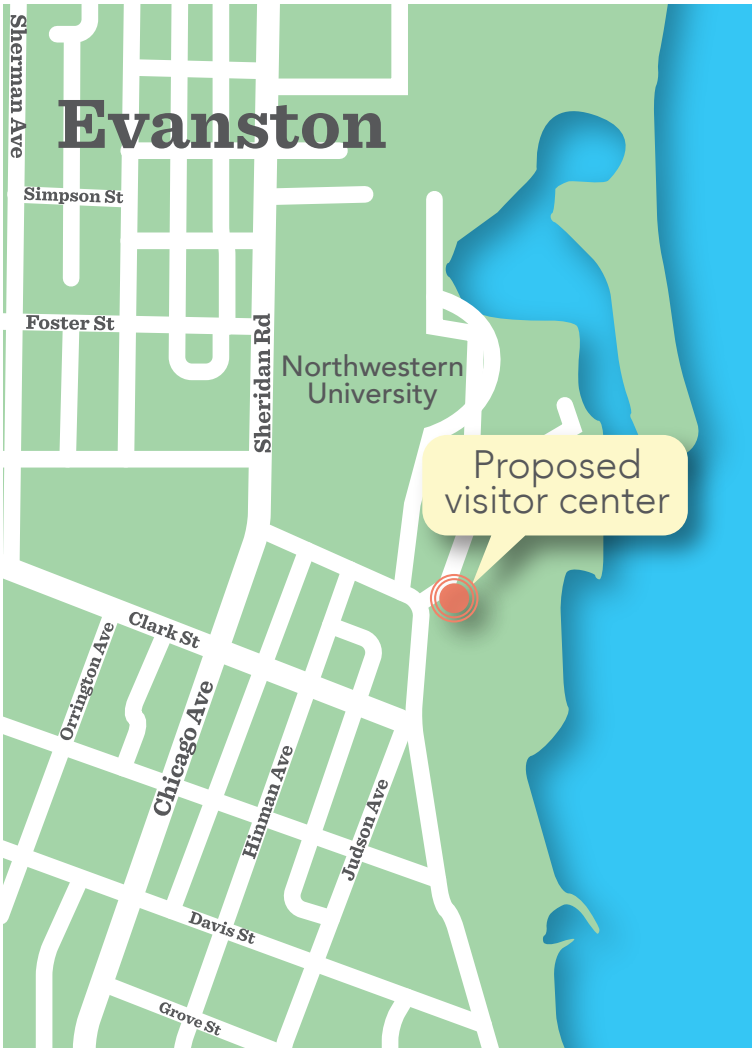 Sherman Ave
Evanston
Simpson St
Foster St
Sheridan Rd
Northwestern
University
Proposed
visitor center
Clark St
Orrington Ave
Chicago Ave
Hinman Ave
Judson Ave
Davis St
Grove St